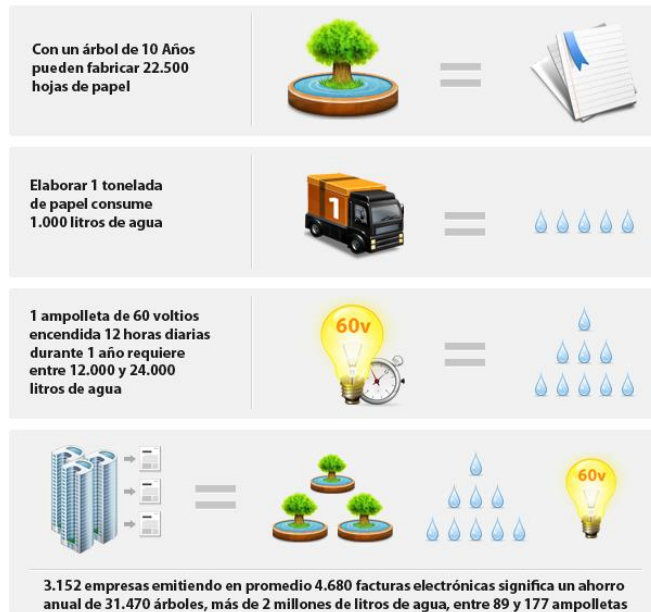 Con un árbol de 10 Años
pueden fabricar 22.500
hojas de papel
Elaborar 1 tonelada
de papel consume
1.000 litros de agua
1
1 ampolleta de 60 voltios
encendida 12 horas diarias
durante 1 año requiere
entre 12.000 y 24.000
litros de agua
60v
60v
3.152 empresas emitiendo en promedio 4.680 facturas electrónicas significa un ahorro
anual de 31.470 árboles, más de 2 millones de litros de agua, entre 89 y 177 ampolletas